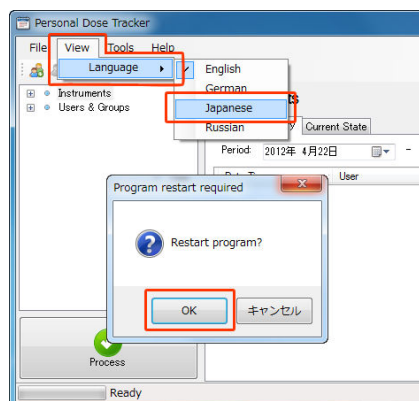 Personal Dose Tracker
File View Tools Help
Language
English
German
Japanese
Russian
Instruments
Users & Groups
Current State
Period: 2012年 4月22日 -
User
Program restart required
Restart program?
OK キャンセル
Process
Ready